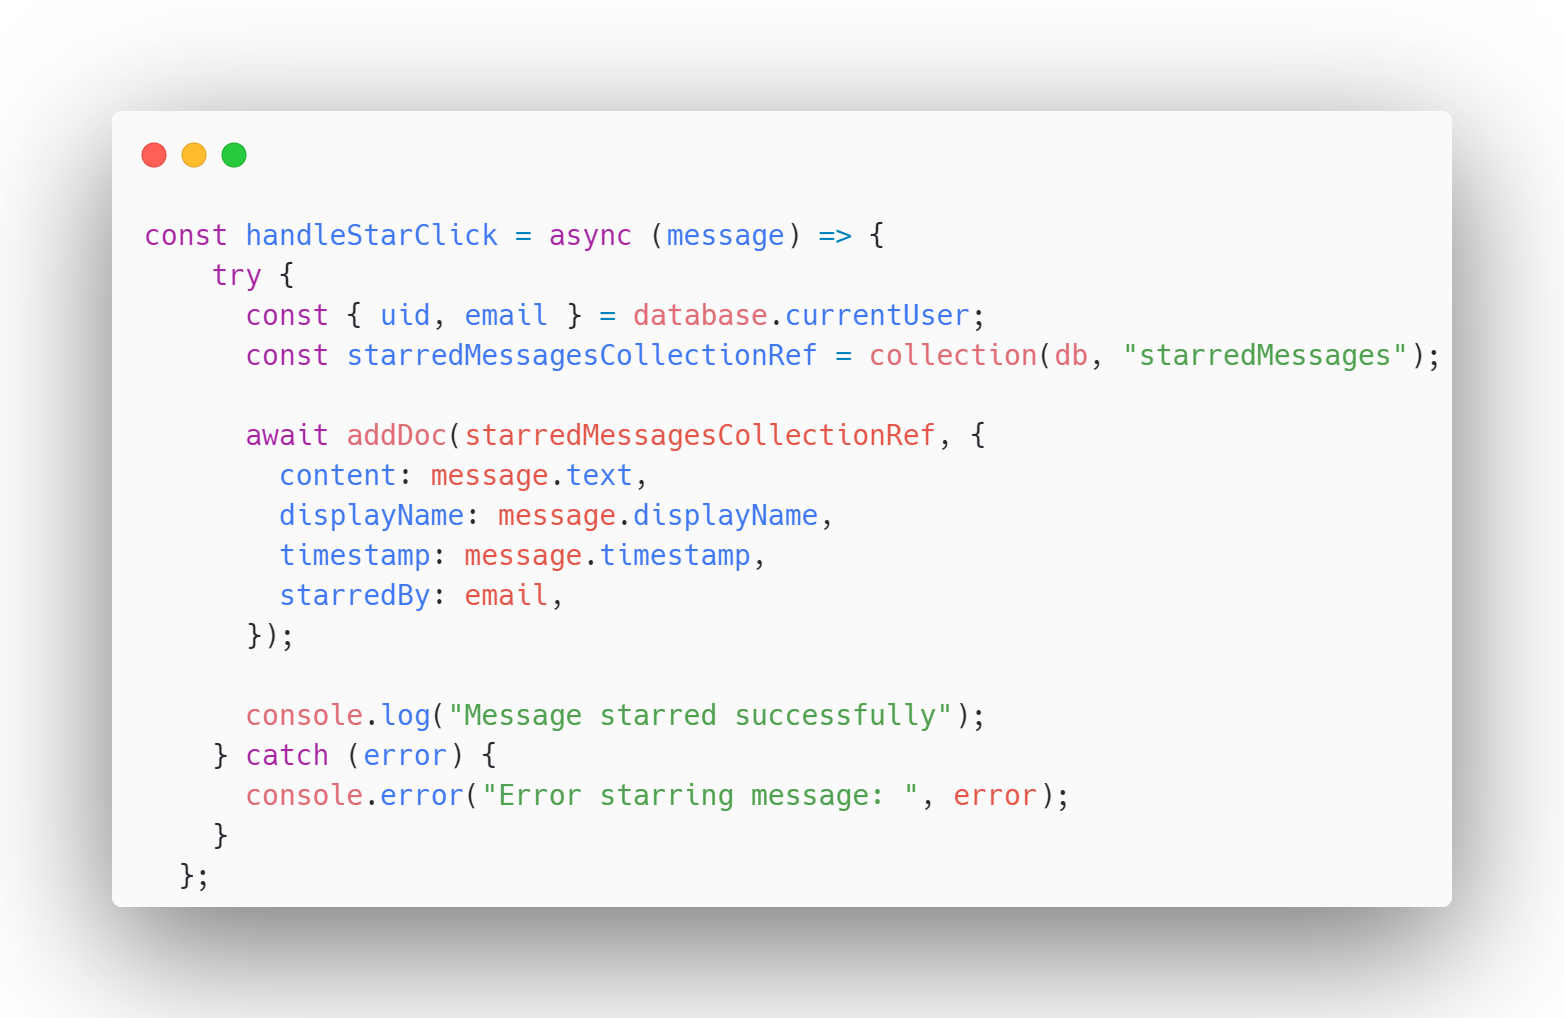 const handleStarClick = async (message) => {
    try {
      const { uid, email } = database.currentUser;
      const starredMessagesCollectionRef = collection(db, "starredMessages");

      await addDoc(starredMessagesCollectionRef, {
        content: message.text,
        displayName: message.displayName,
        timestamp: message.timestamp,
        starredBy: email,
      });

      console.log("Message starred successfully");
    } catch (error) {
      console.error("Error starring message: ", error);
    }
  };